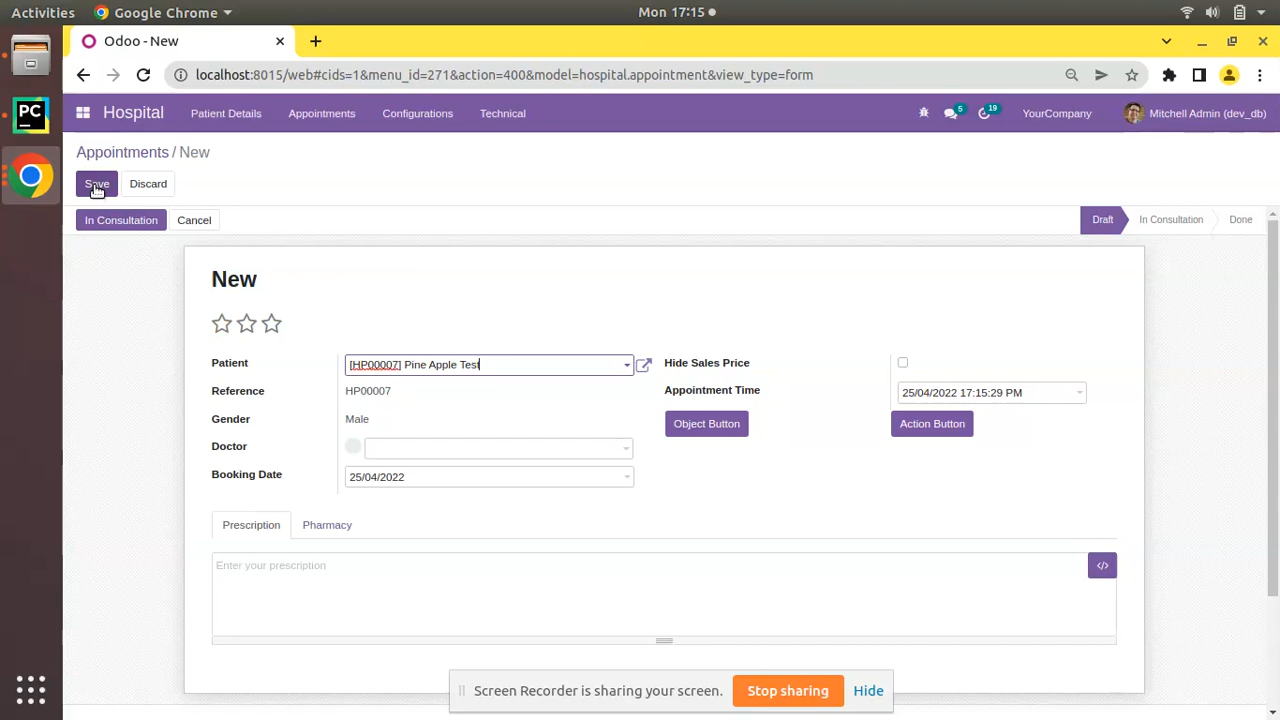 Activities Google Chrome Mon 17:15
Odoo - New
localhost:8015/web#cids=1&menu_id=271&action=400&model=hospital.appointment&view_type=form
PC
Hospital Patient Details Appointments Configurations Technical 5 19 YourCompany Mitchell Admin (dev_db)
Appointments / New
Save Discard
In Consultation Cancel Draft In Consultation Done
New
Patient [HP00007] Pine Apple Test Hide Sales Price
Reference HP00007 Appointment Time 25/04/2022 17:15:29 PM
Gender Male Object Button Action Button
Doctor
Booking Date 25/04/2022
Prescription Pharmacy
Enter your prescription </>
Screen Recorder is sharing your screen. Stop sharing Hide